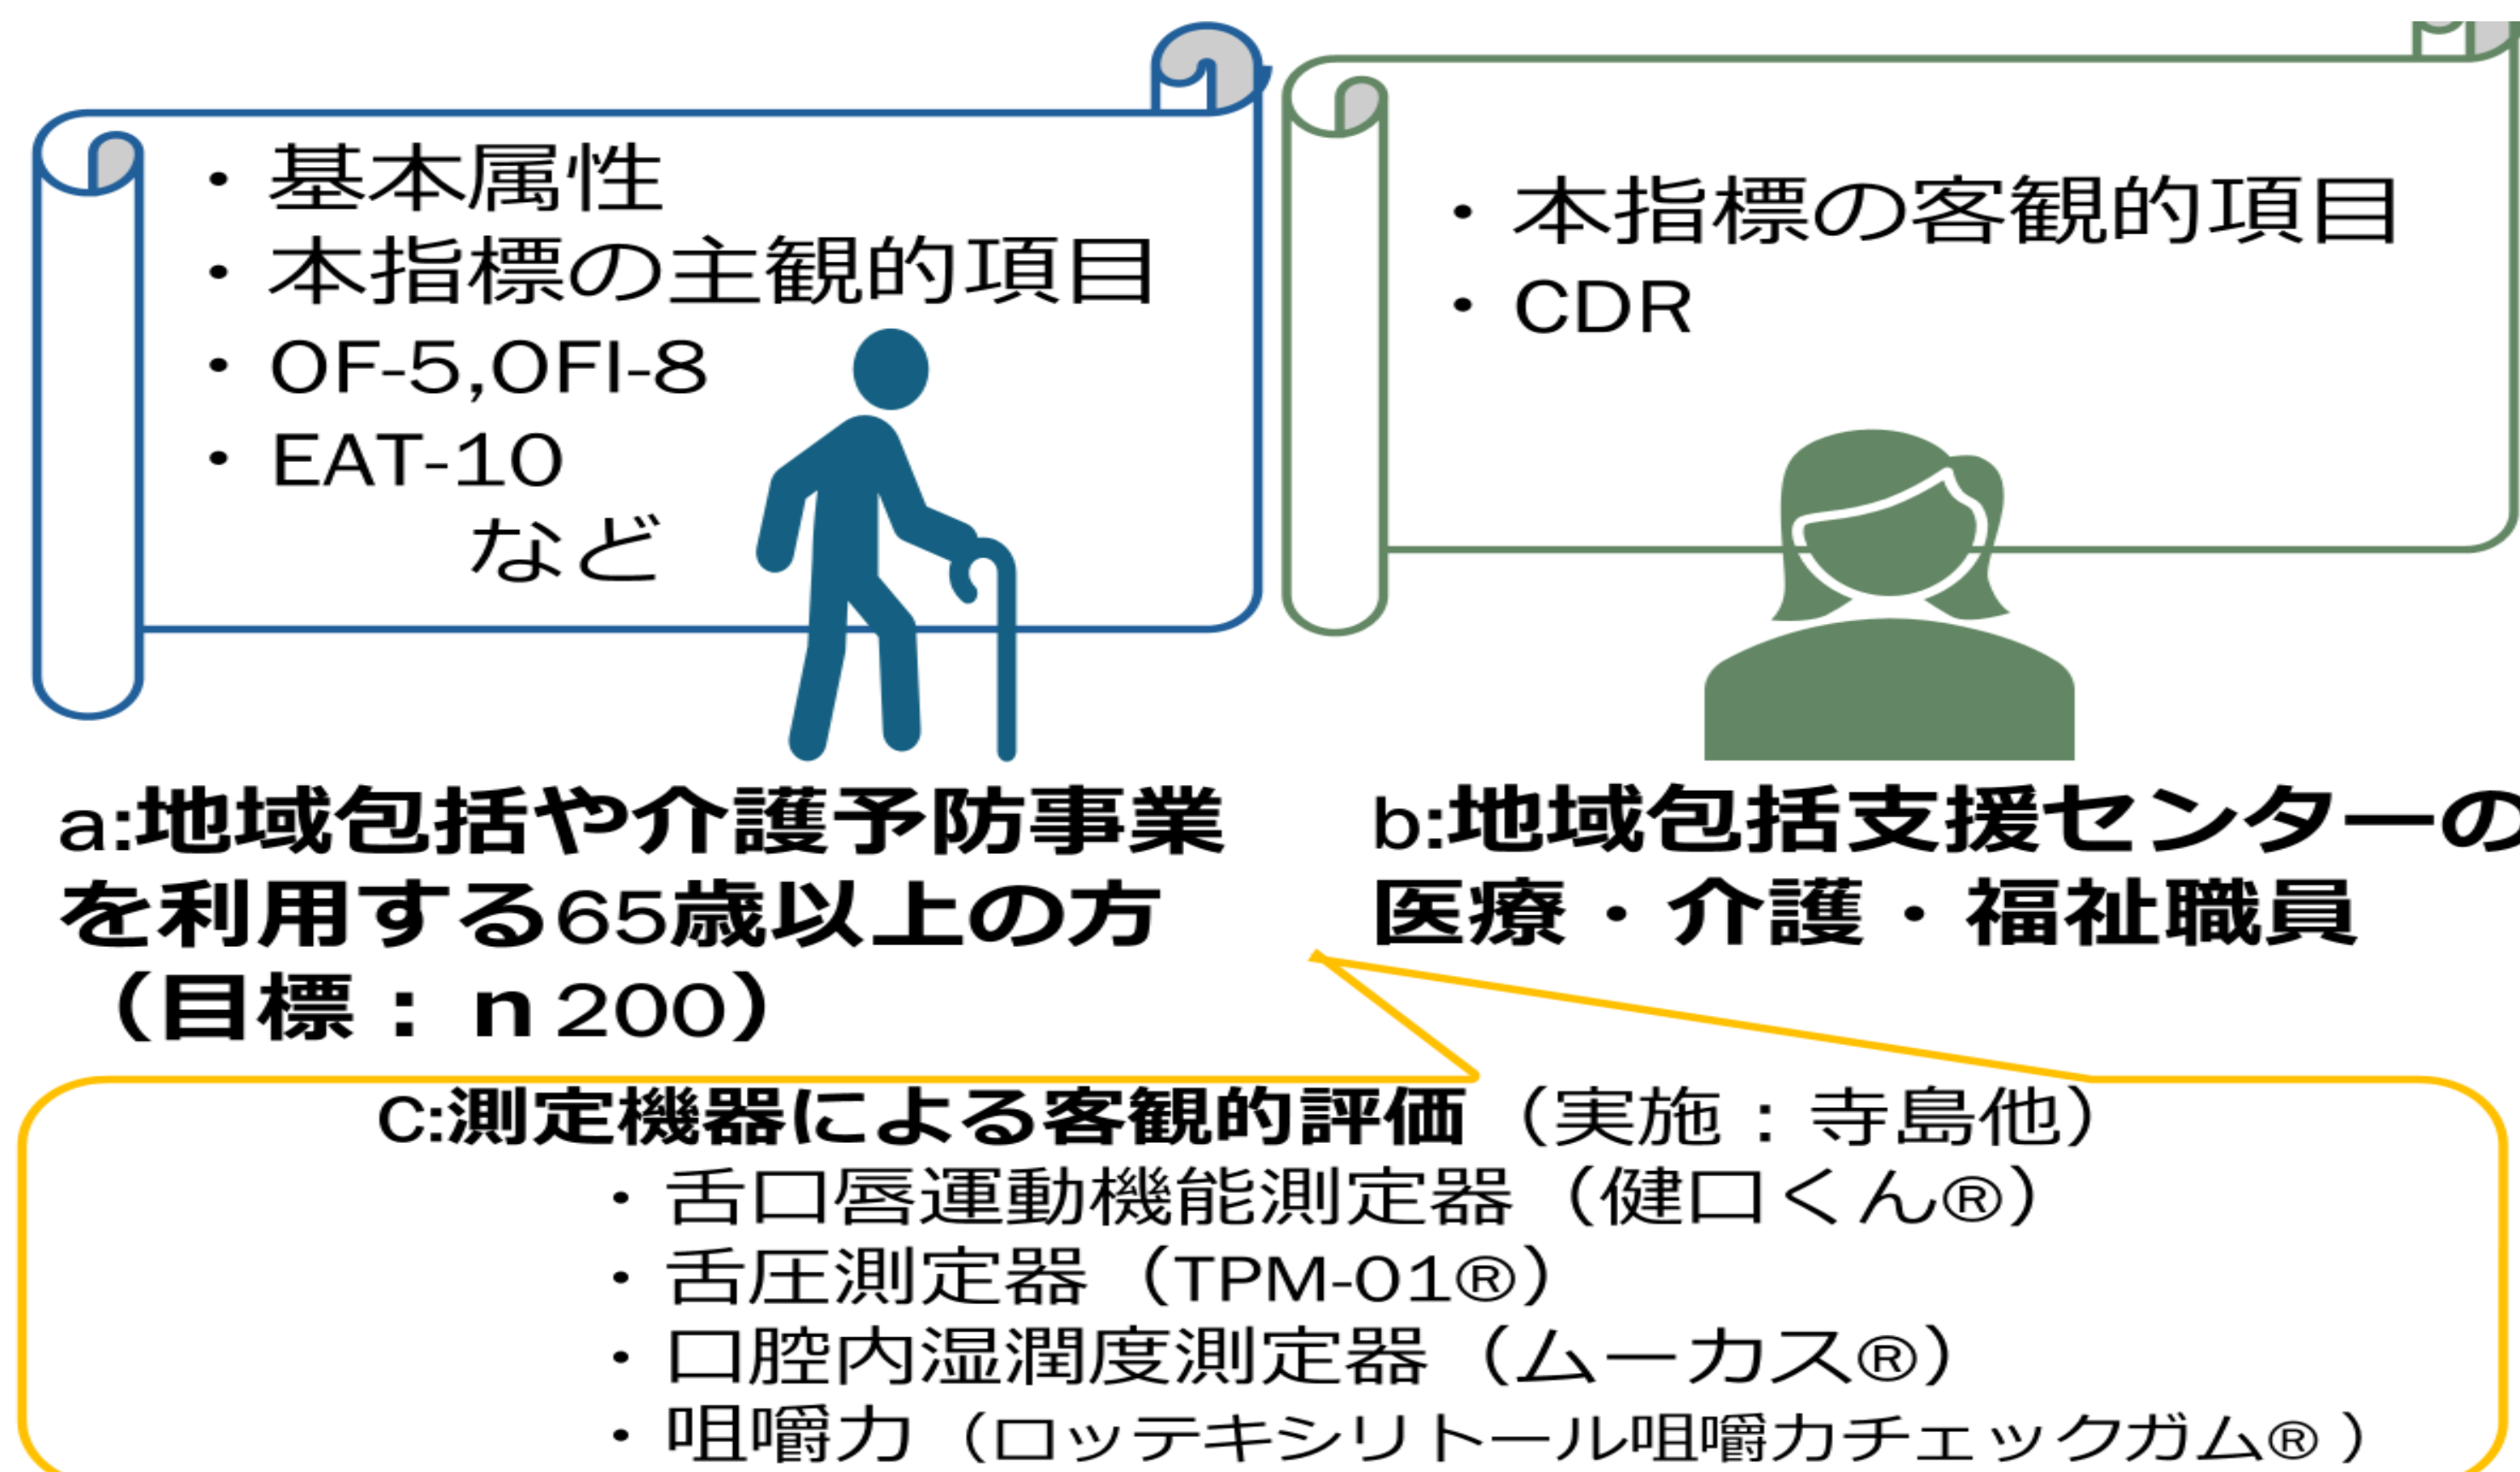 ・基本属性
・本指標の主観的項目
・OF-5,OFI-8
・EAT-10
など
・本指標の客観的項目
・CDR
a:地域包括や介護予防事業
を利用する65歳以上の方
（目標：n 200）
b:地域包括支援センターの
医療・介護・福祉職員
C:測定機器による客観的評価（実施：寺島他）
・舌口唇運動機能測定器（健口くん®）
・舌圧測定器（TPM-01®）
・口腔内湿潤度測定器（ムーカス®）
・咀嚼力（ロッテキシリトール咀嚼力チェックガム® ）